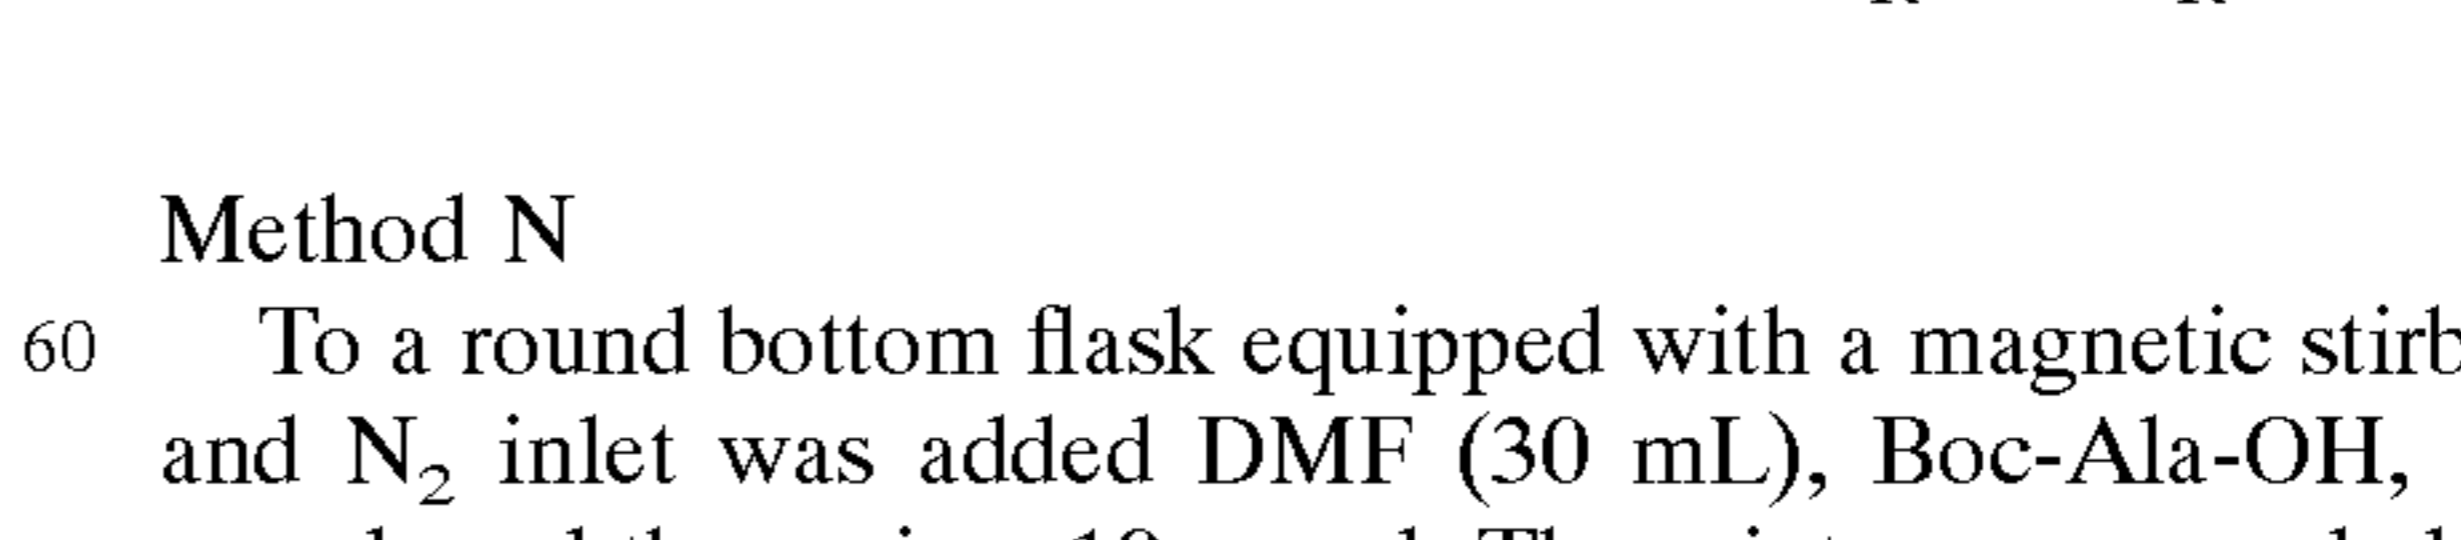 Method N
60 To a round bottom flask equipped with a magnetic stirb
and N₂ inlet was added DMF (30 mL), Boc-Ala-OH,